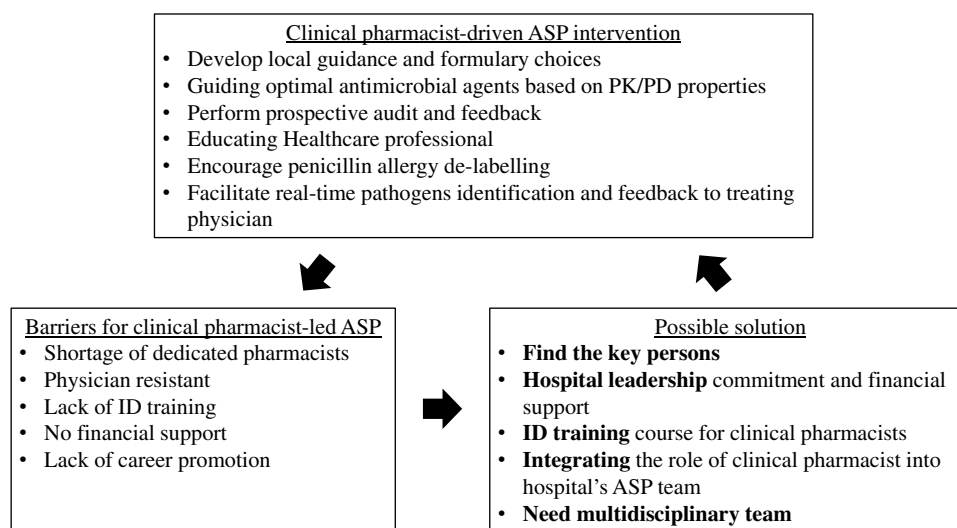 Clinical pharmacist-driven ASP intervention
• Develop local guidance and formulary choices
• Guiding optimal antimicrobial agents based on PK/PD properties
• Perform prospective audit and feedback
• Educating Healthcare professional
• Encourage penicillin allergy de-labelling
• Facilitate real-time pathogens identification and feedback to treating
physician
Barriers for clinical pharmacist-led ASP
• Shortage of dedicated pharmacists
• Physician resistant
• Lack of ID training
• No financial support
• Lack of career promotion
Possible solution
• Find the key persons
• Hospital leadership commitment and financial
support
• ID training course for clinical pharmacists
• Integrating the role of clinical pharmacist into
hospital's ASP team
• Need multidisciplinary team